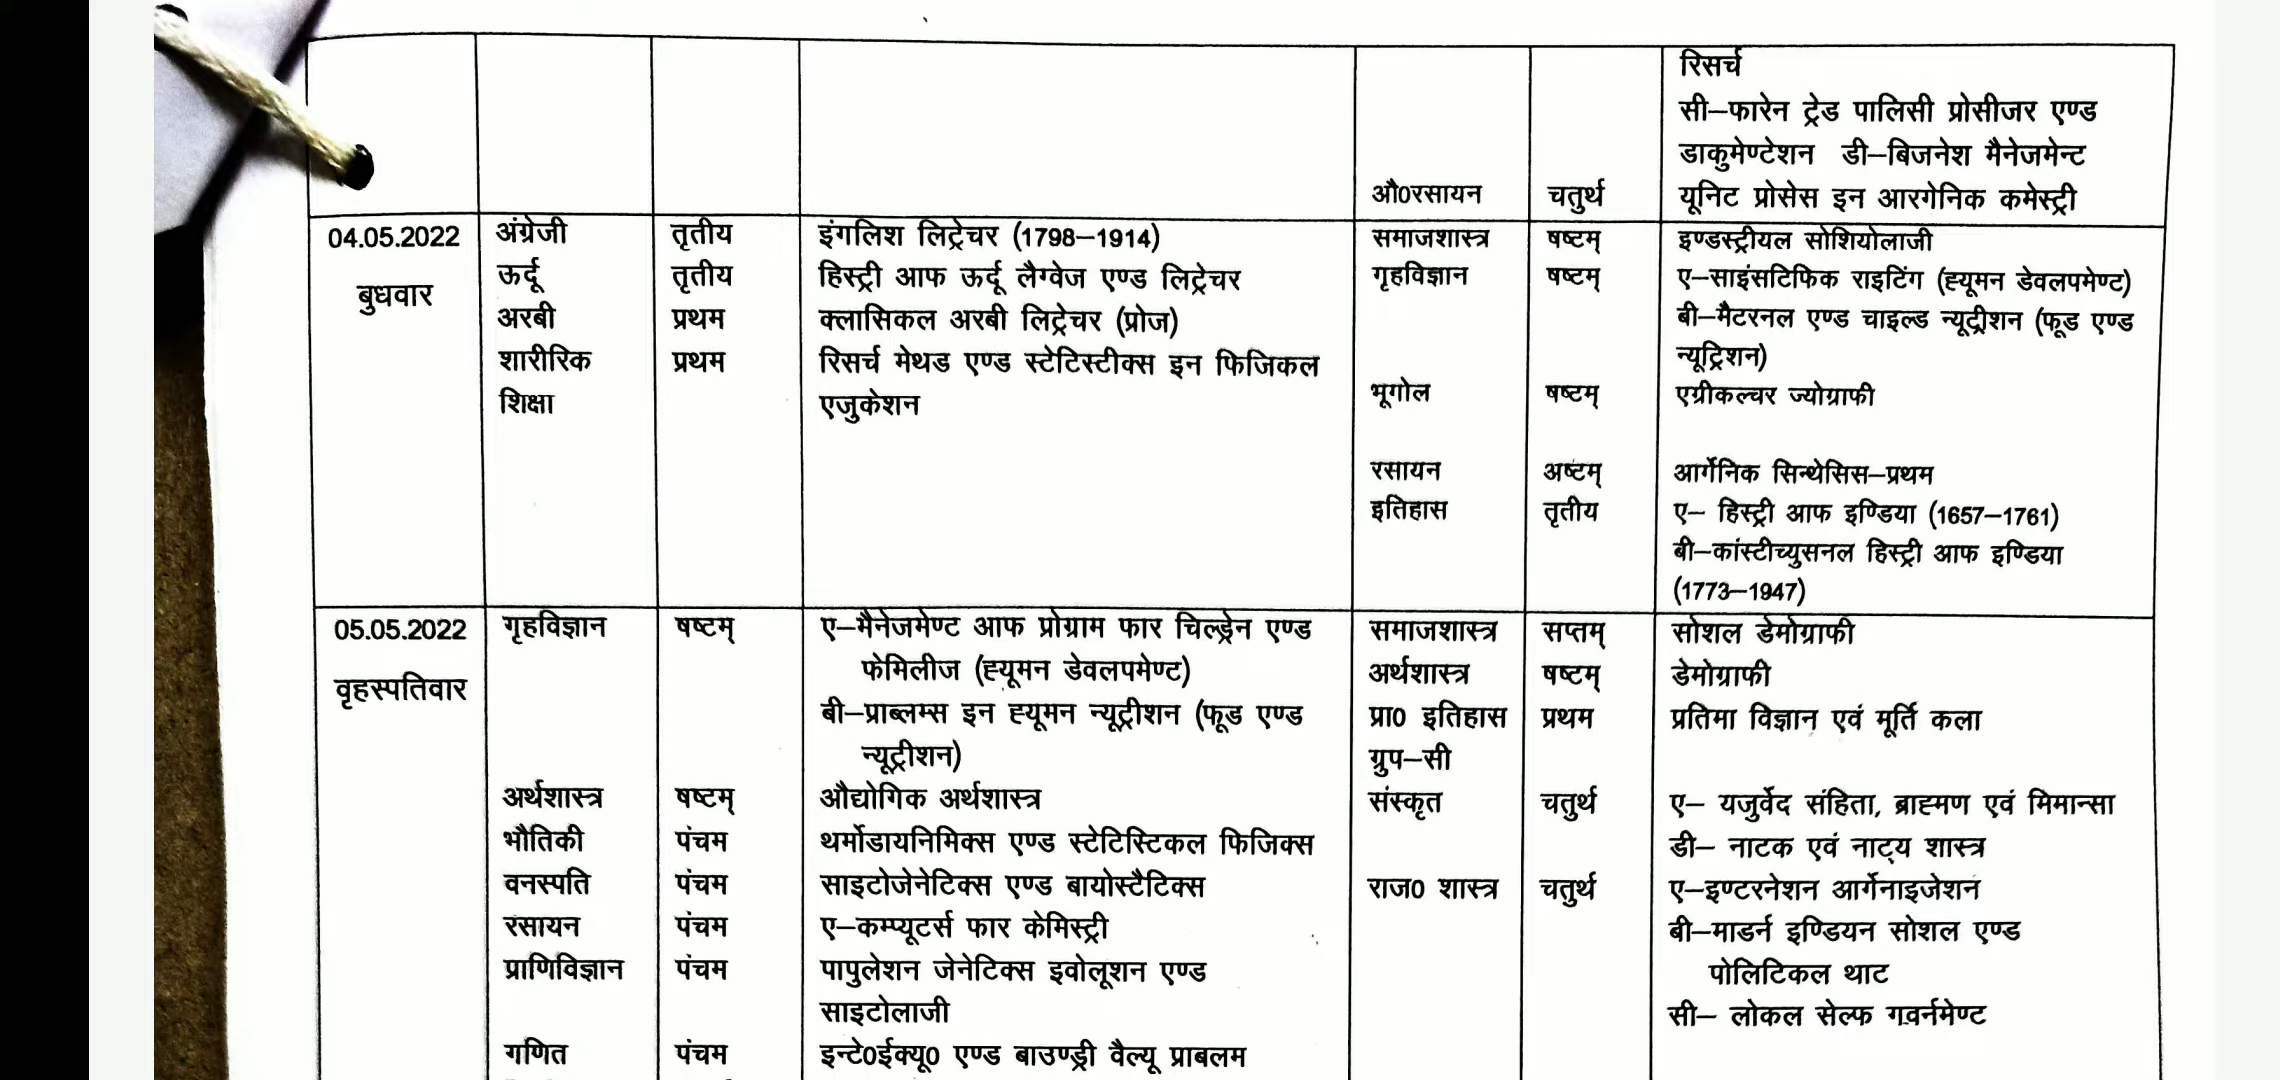 रिसर्च
सी–फारेन ट्रेड पालिसी प्रोसीजर एण्ड
डाकुमेण्टेशन डी–बिजनेश मैनेजमेन्ट
औ0रसायन चतुर्थ यूनिट प्रोसेस इन आरगेनिक कमेस्ट्री
04.05.2022 अंग्रेजी तृतीय इंगलिश लिट्रेचर (1798–1914) समाजशास्त्र षष्टम् इण्डस्ट्रीयल सोशियोलाजी
बुधवार ऊर्दू तृतीय हिस्ट्री आफ ऊर्दू लैग्वेज एण्ड लिट्रेचर गृहविज्ञान षष्टम् ए–साइंसटिफिक राइटिंग (ह्यूमन डेवलपमेण्ट)
अरबी प्रथम क्लासिकल अरबी लिट्रेचर (प्रोज) बी–मैटरनल एण्ड चाइल्ड न्यूट्रीशन (फूड एण्ड
शारीरिक प्रथम रिसर्च मेथड एण्ड स्टेटिस्टीक्स इन फिजिकल न्यूट्रिशन)
शिक्षा एजुकेशन भूगोल षष्टम् एग्रीकल्चर ज्योग्राफी
रसायन अष्टम् आर्गेनिक सिन्थेसिस–प्रथम
इतिहास तृतीय ए– हिस्ट्री आफ इण्डिया (1657–1761)
बी–कांस्टीच्युसनल हिस्ट्री आफ इण्डिया
(1773–1947)
05.05.2022 गृहविज्ञान षष्टम् ए–मैनेजमेण्ट आफ प्रोग्राम फार चिल्ड्रेन एण्ड समाजशास्त्र सप्तम् सोशल डेमोग्राफी
वृहस्पतिवार फेमिलीज (ह्यूमन डेवलपमेण्ट) अर्थशास्त्र षष्टम् डेमोग्राफी
बी–प्राब्लम्स इन ह्यूमन न्यूट्रीशन (फूड एण्ड प्रा0 इतिहास प्रथम प्रतिमा विज्ञान एवं मूर्ति कला
न्यूट्रीशन) ग्रुप–सी
अर्थशास्त्र षष्टम् औद्योगिक अर्थशास्त्र संस्कृत चतुर्थ ए– यजुर्वेद संहिता, ब्राह्मण एवं मिमान्सा
भौतिकी पंचम थर्मोडायनिमिक्स एण्ड स्टेटिस्टिकल फिजिक्स डी– नाटक एवं नाट्य शास्त्र
वनस्पति पंचम साइटोजेनेटिक्स एण्ड बायोस्टैटिक्स राज0 शास्त्र चतुर्थ ए–इण्टरनेशन आर्गेनाइजेशन
रसायन पंचम ए–कम्प्यूटर्स फार केमिस्ट्री बी–माडर्न इण्डियन सोशल एण्ड
प्राणिविज्ञान पंचम पापुलेशन जेनेटिक्स इवोलूशन एण्ड पोलिटिकल थाट
साइटोलाजी सी– लोकल सेल्फ गवर्नमेण्ट
गणित पंचम इन्टे0ईक्यू0 एण्ड बाउण्ड्री वैल्यू प्राबलम